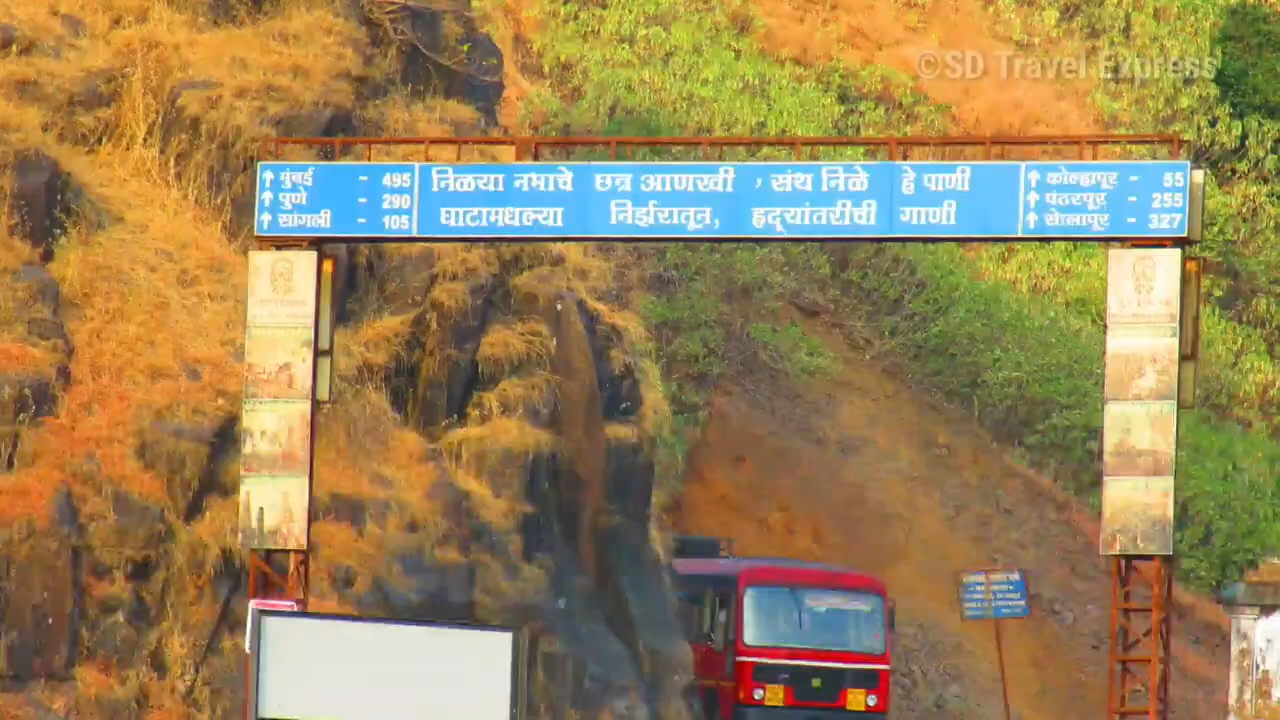 ©SD Travel Express
↑ मुंबई - 495
↑ पुणे - 290
↑ सांगली - 105
निळया नभाचे छत्र आणखी, संथ निळे हे पाणी
घाटामधल्या निर्झरातून, हृदयांतरीची गाणी
↑ कोल्हापूर - 55
↑ पंढरपूर - 255
↑ सोलापूर - 327